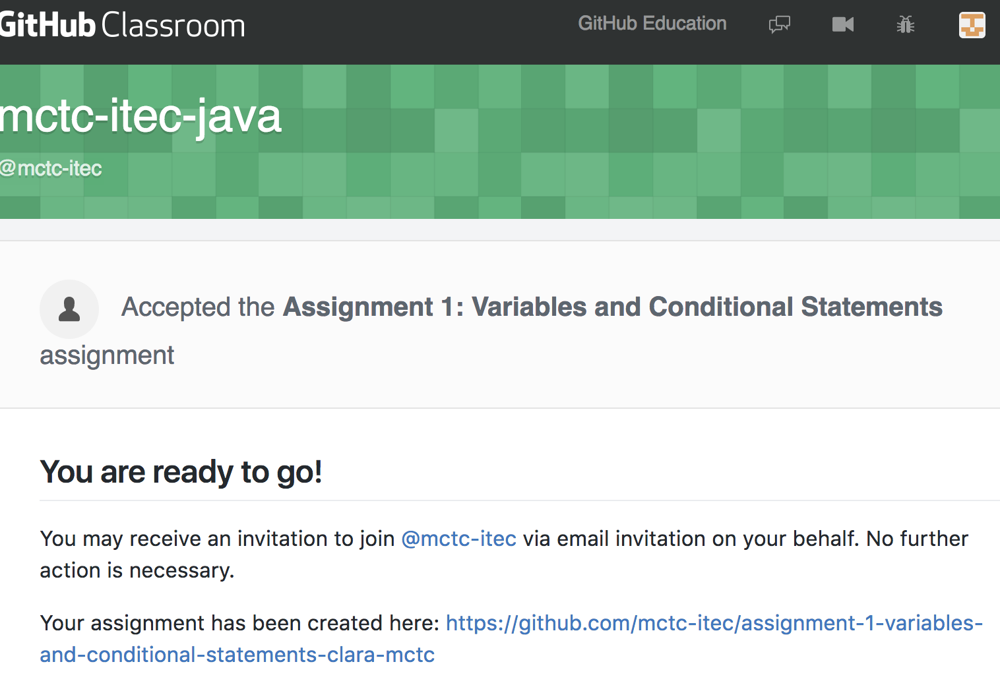 GitHub Classroom
GitHub Education
mctc-itec-java
@mctc-itec
Accepted the Assignment 1: Variables and Conditional Statements
assignment
You are ready to go!
You may receive an invitation to join @mctc-itec via email invitation on your behalf. No further
action is necessary.
Your assignment has been created here: https://github.com/mctc-itec/assignment-1-variables-
and-conditional-statements-clara-mctc